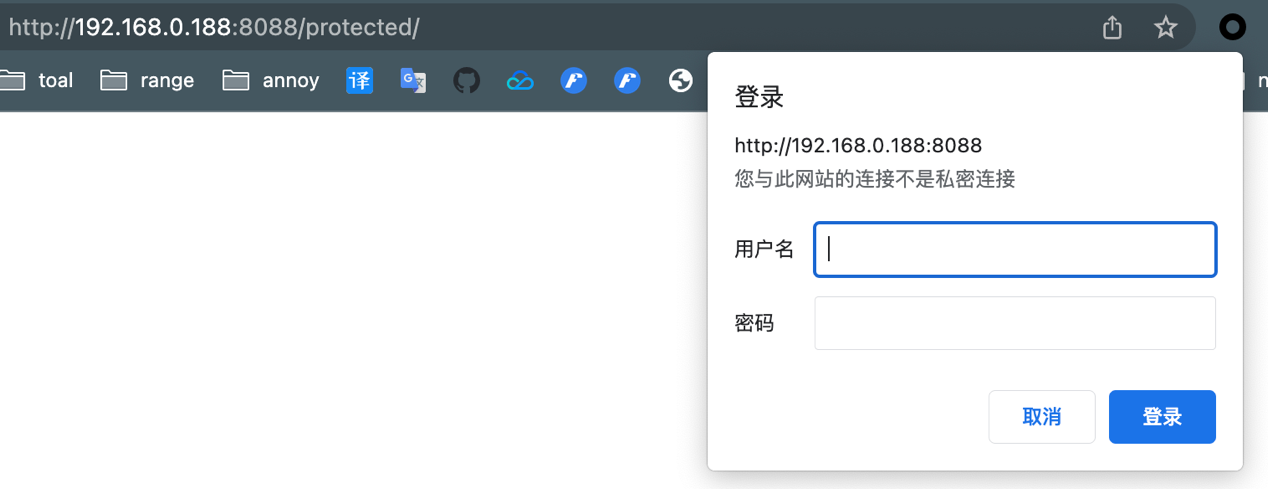 http://192.168.0.188:8088/protected/
toal
range
annoy
译
G
文
登录
http://192.168.0.188:8088
您与此网站的连接不是私密连接
用户名
密码
取消
登录